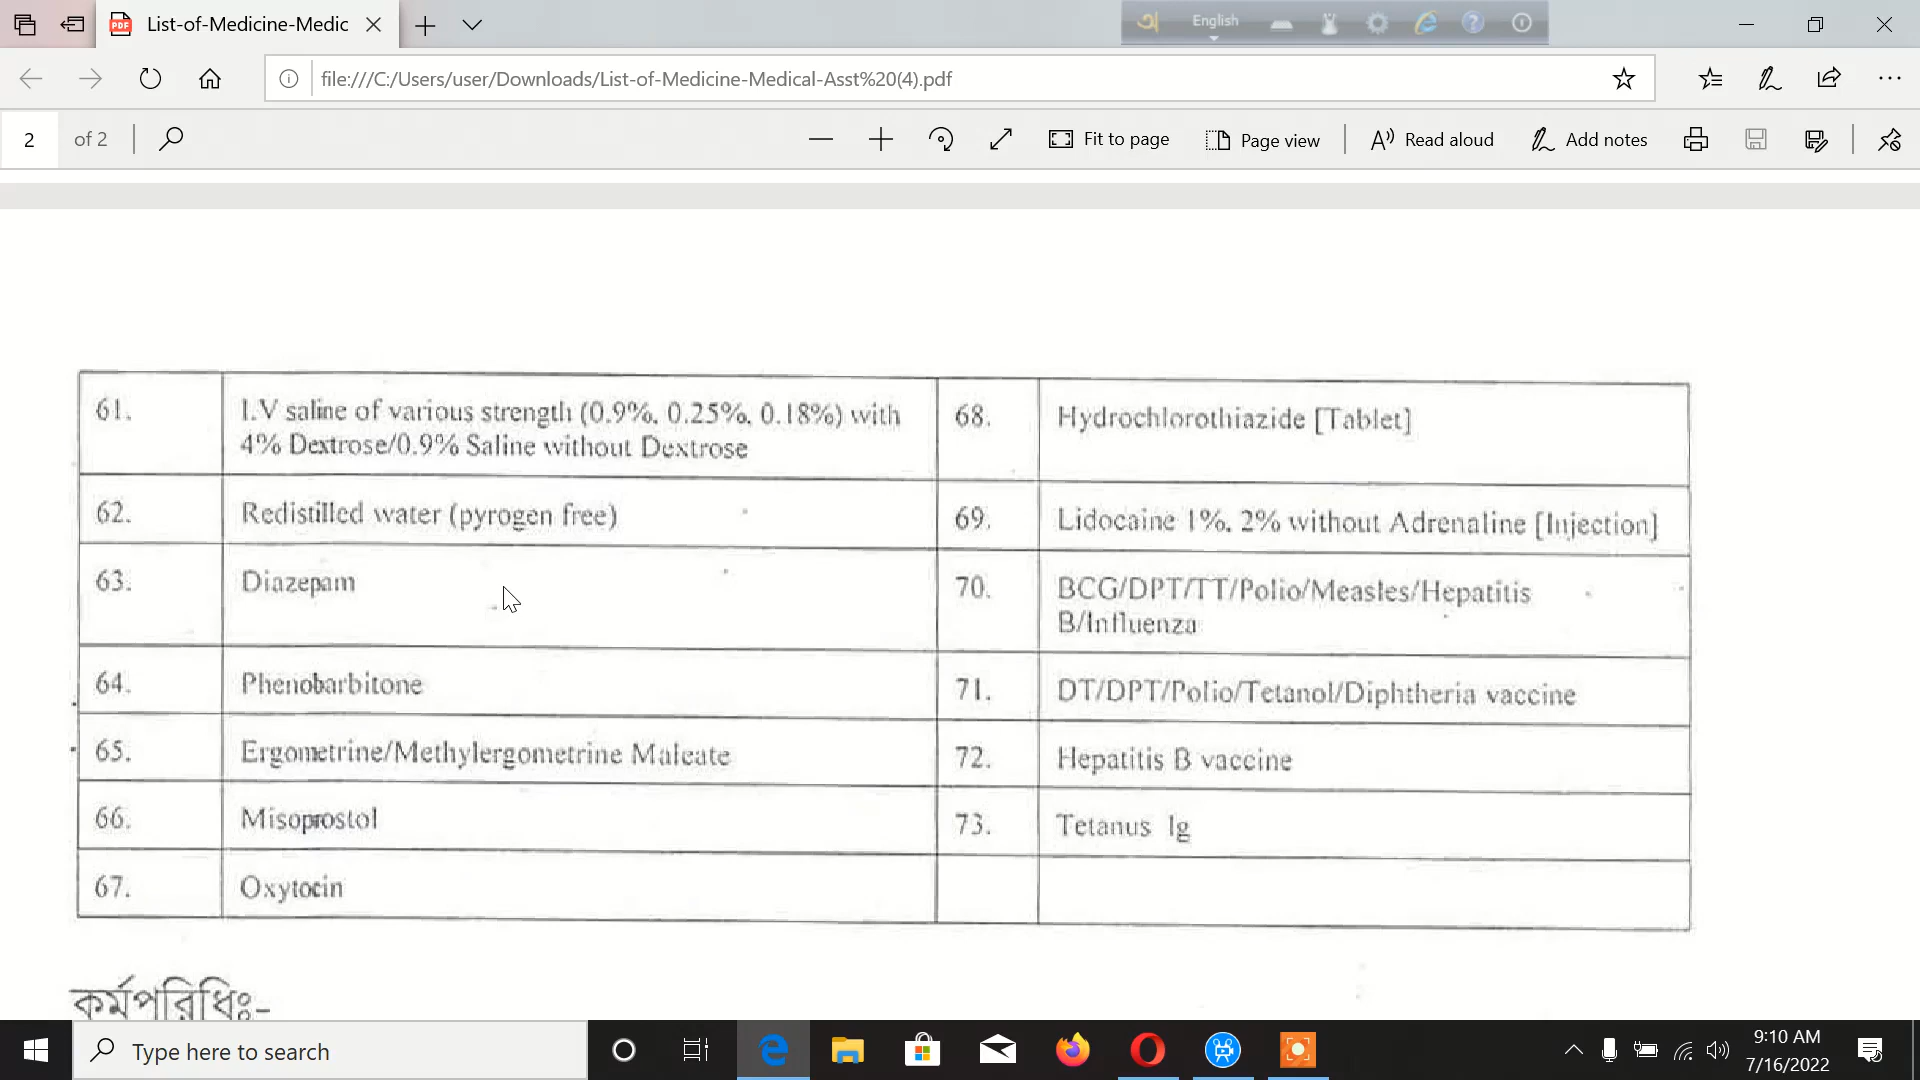 List-of-Medicine-Medic
English
file:///C:/Users/user/Downloads/List-of-Medicine-Medical-Asst%20(4).pdf
2 of 2
Fit to page
Page view
Read aloud
Add notes
61. I.V saline of various strength (0.9%, 0.25%, 0.18%) with
4% Dextrose/0.9% Saline without Dextrose
68. Hydrochlorothiazide [Tablet]
62. Redistilled water (pyrogen free)
69. Lidocaine 1%, 2% without Adrenaline [Injection]
63. Diazepam
70. BCG/DPT/TT/Polio/Measles/Hepatitis
B/Influenza
64. Phenobarbitone
71. DT/DPT/Polio/Tetanol/Diphtheria vaccine
65. Ergometrine/Methylergometrine Maleate
72. Hepatitis B vaccine
66. Misoprostol
73. Tetanus Ig
67. Oxytocin
কর্মপরিধিঃ-
Type here to search
9:10 AM
7/16/2022